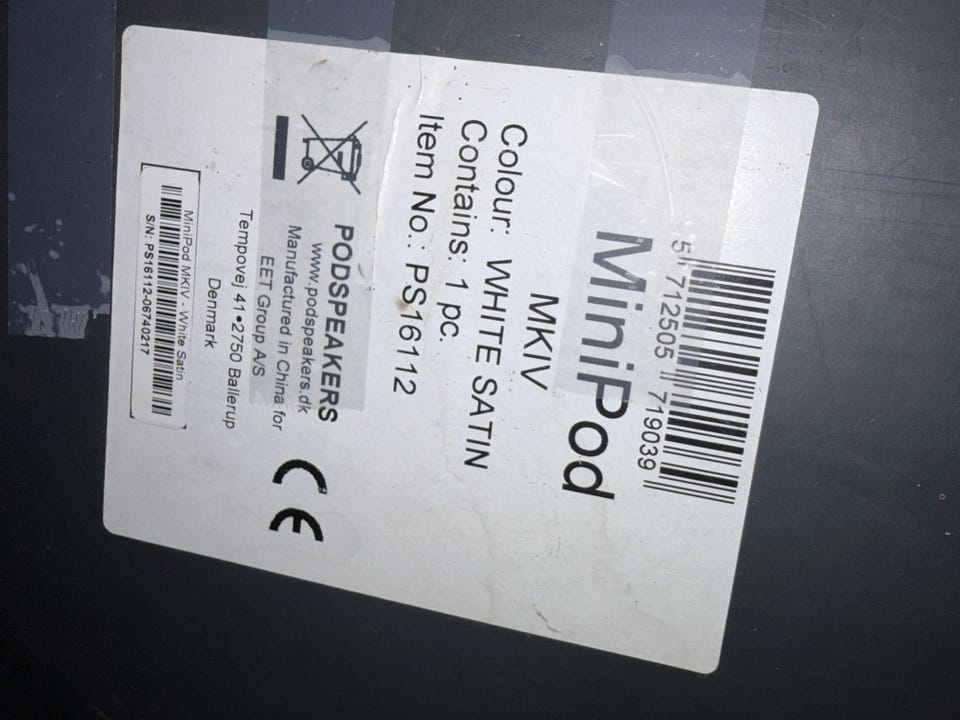 5 712505 719039
MiniPod
MKIV
Colour: WHITE SATIN
Contains: 1 pc.
Item No.: PS16112
PODSPEAKERS
www.podspeakers.dk
Manufactured in China for
EET Group A/S
Tempovej 41•2750 Ballerup
Denmark
CE
MiniPod MKIV - White Satin
S/N: PS16112-06740217